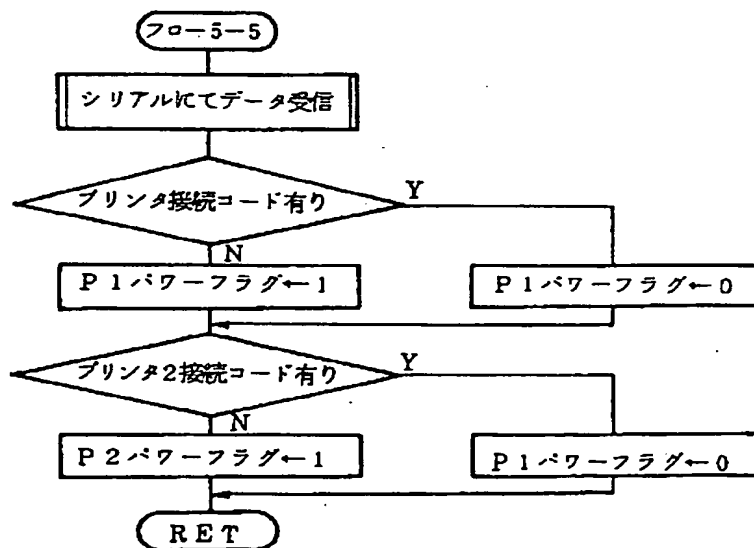 フロー5-5
シリアルにてデータ受信
プリンタ接続コード有り
Y
N
P1パワーフラグ←1
P1パワーフラグ←0
プリンタ2接続コード有り
Y
N
P2パワーフラグ←1
P1パワーフラグ←0
RET